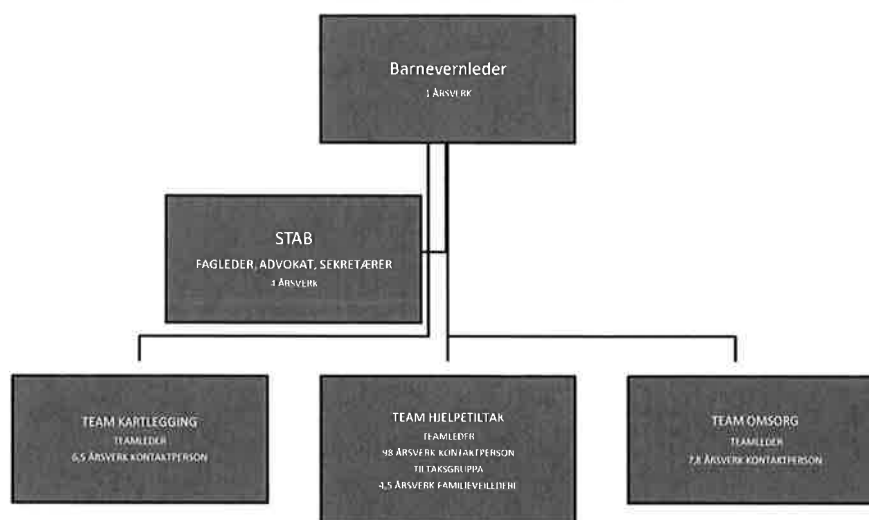 Barnevernleder
1 ÅRSVERK
STAB
FAGLEDER, ADVOKAT, SEKRETÆRER
4 ÅRSVERK
TEAM KARTLEGGING
TEAMLEDER
6,5 ÅRSVERK KONTAKTPERSON
TEAM HJELPETILTAK
TEAMLEDER
ÅRSVERK KONTAKTPERSON
TILTAKSGRUPPA
4,5 ÅRSVERK
TEAM OMSORG
TEAMLEDER
7,8 ÅRSVERK KONTAKTPERSON